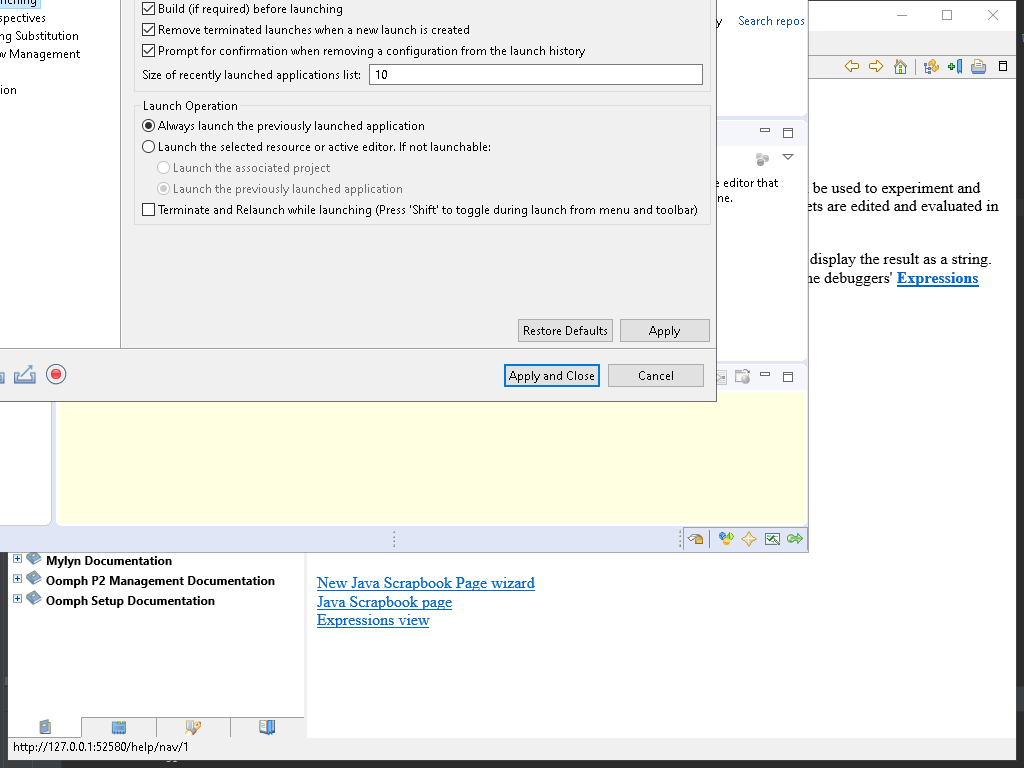 Build (if required) before launching
spectives
Search repos
Remove terminated launches when a new launch is created
ng Substitution
Prompt for confirmation when removing a configuration from the launch history
w Management
Size of recently launched applications list: 10
ion
Launch Operation
Always launch the previously launched application
Launch the selected resource or active editor. If not launchable:
Launch the associated project
Launch the previously launched application
Terminate and Relaunch while launching (Press 'Shift' to toggle during launch from menu and toolbar)
e editor that
ne.
be used to experiment and
ets are edited and evaluated in
display the result as a string.
he debuggers' Expressions
Restore Defaults
Apply
Apply and Close
Cancel
Mylyn Documentation
Oomph P2 Management Documentation
Oomph Setup Documentation
New Java Scrapbook Page wizard
Java Scrapbook page
Expressions view
http://127.0.0.1:52580/help/nav/1